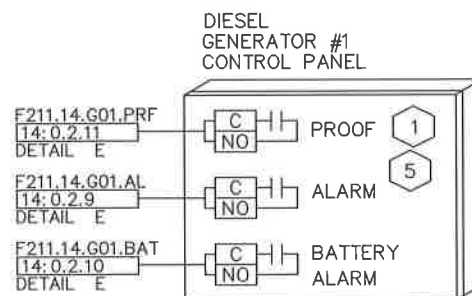 DIESEL
GENERATOR #1
CONTROL PANEL
F211.14.G01.PRF
14: 0.2.11
DETAIL E
C
NO
PROOF
1
5
F211.14.G01.AL
14: 0.2.9
DETAIL E
C
NO
ALARM
F211.14.G01.BAT
14: 0.2.10
DETAIL E
C
NO
BATTERY
ALARM